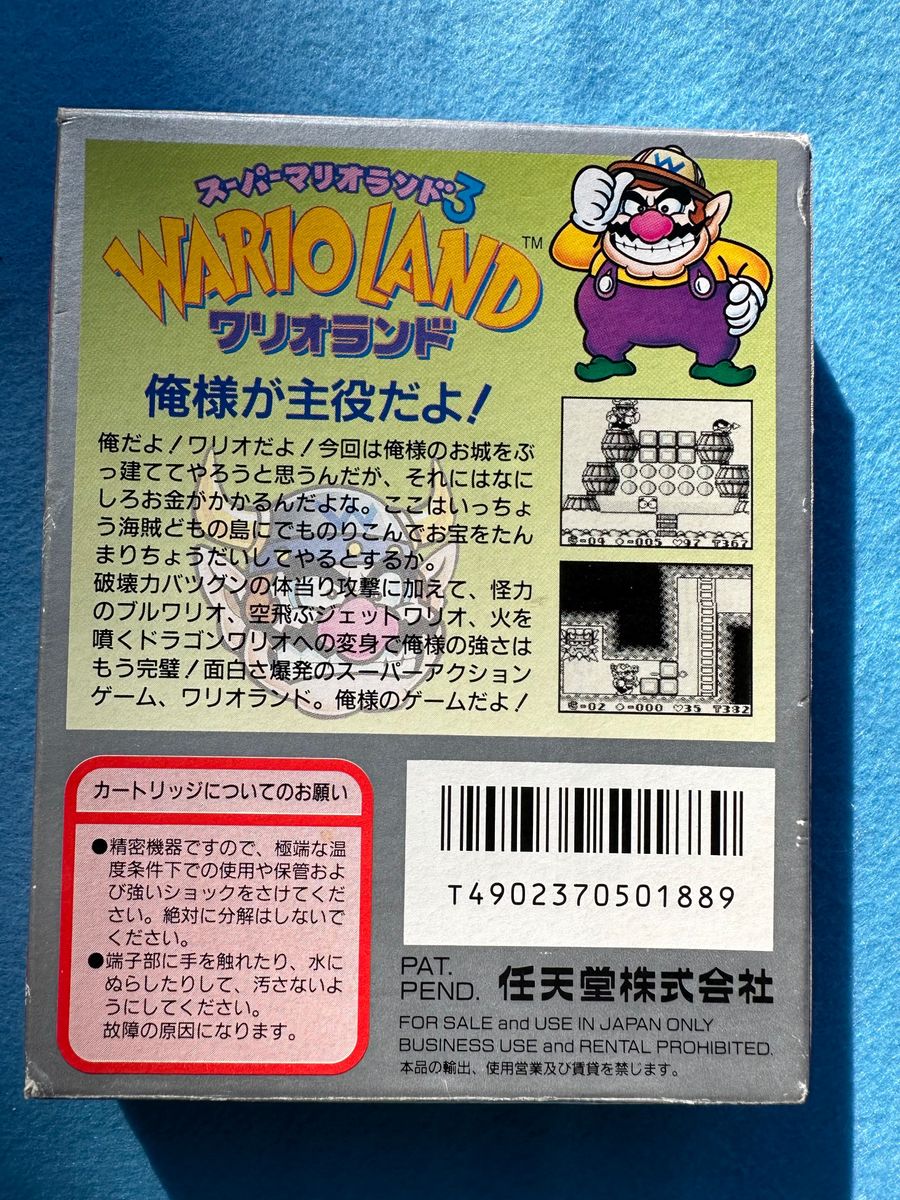 スーパーマリオランド3
WARIO LAND™
ワリオランド
俺様が主役だよ！
俺だよ！ワリオだよ！今回は俺様のお城をぶ
っ建ててやろうと思うんだが、それにはなに
しろお金がかかるんだよな。ここはいっちょ
う海賊どもの島にでものりこんでお宝をたん
まりちょうだいしてやるとするか。
破壊力バツグンの体当り攻撃に加えて、怪力
のブルワリオ、空飛ぶジェットワリオ、火を
噴くドラゴンワリオへの変身で俺様の強さは
もう完璧！面白さ爆発のスーパーアクション
ゲーム、ワリオランド。俺様のゲームだよ！
W
-04 -005 ♡97 367
-02 -000 ♡35 382
カートリッジについてのお願い
●精密機器ですので、極端な温
度条件下での使用や保管およ
び強いショックをさけてくだ
さい。絶対に分解はしないで
ください。
●端子部に手を触れたり、水に
ぬらしたりして、汚さないよ
うにしてください。
故障の原因になります。
T4902370501889
PAT.
PEND. 任天堂株式会社
FOR SALE and USE IN JAPAN ONLY
BUSINESS USE and RENTAL PROHIBITED.
本品の輸出、使用営業及び賃貸を禁じます。